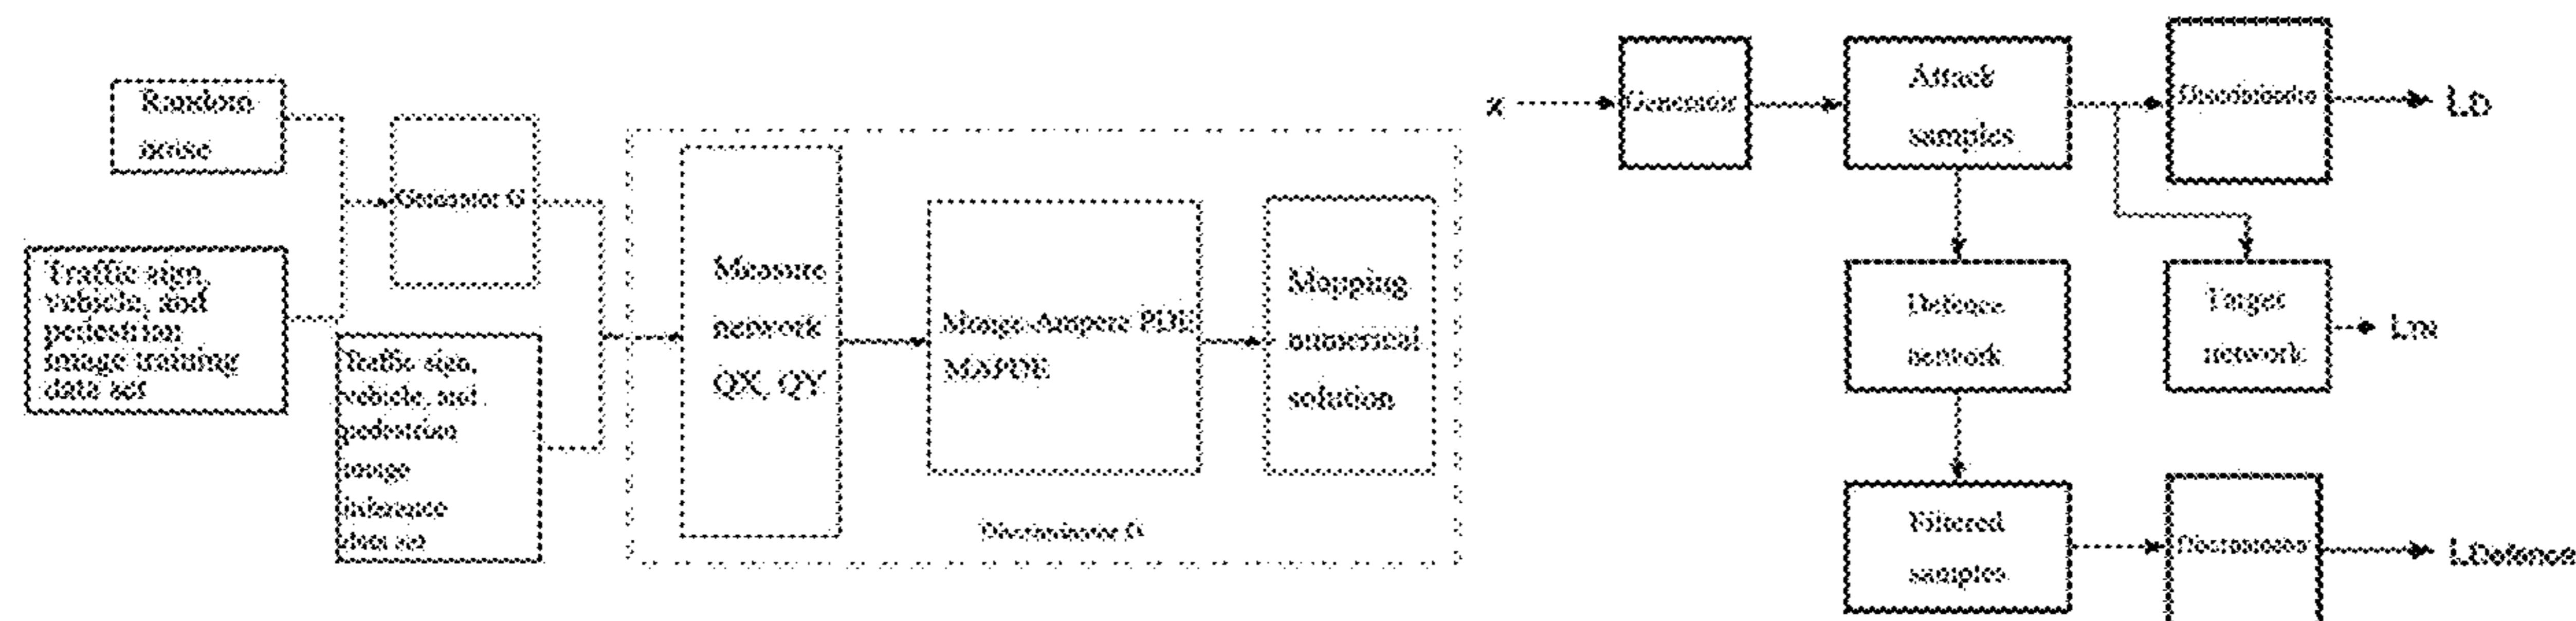 Random
noise
Generator G
Traffic sign,
vehicle, and
pedestrian
image training
data set
Traffic sign,
vehicle, and
pedestrian
image
inference
data set
Measure
network
QX, QY
Monge-Ampere PDE
MAPDE
Mapping
numerical
solution
Discriminator D
x
Generator
Attack
samples
Discriminator
LD
Defence
network
Target
network
Lm
Filtered
samples
Discriminator
LDefence